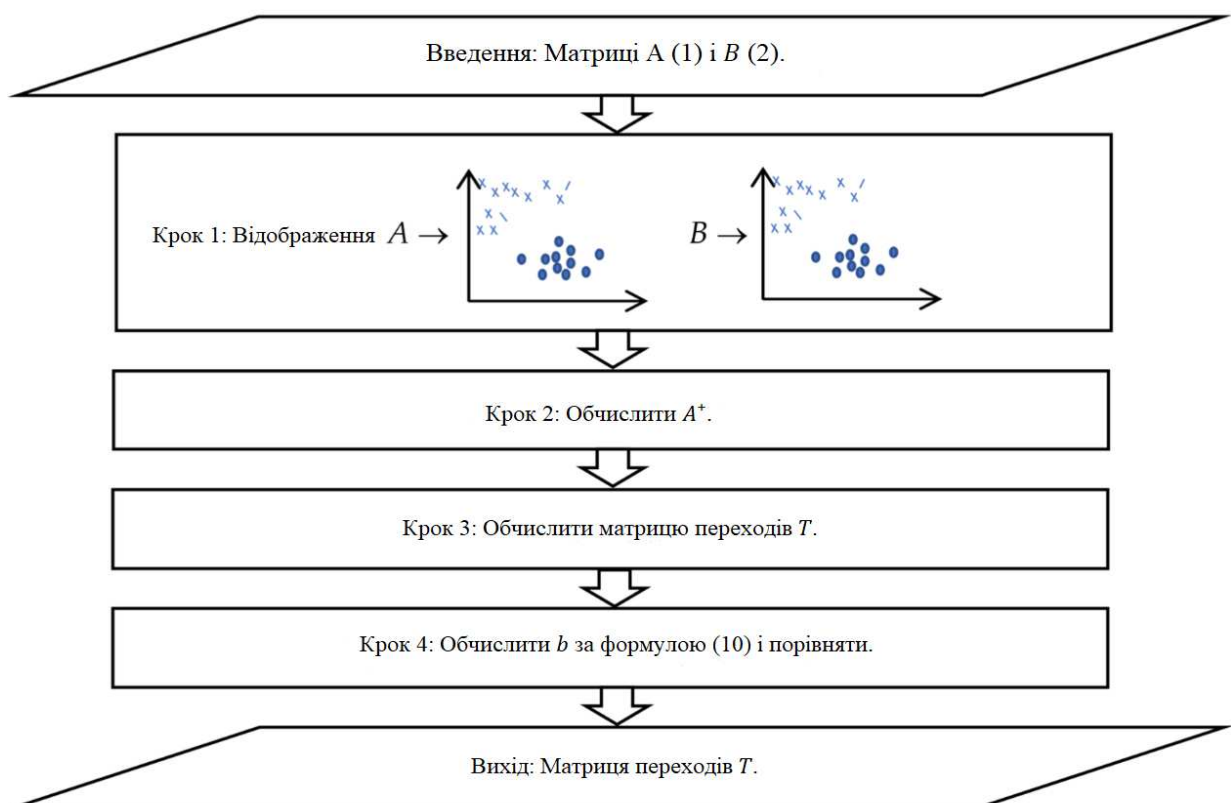 Введення: Матриці A (1) і B (2).
Крок 1: Відображення A → B →
Крок 2: Обчислити A⁺.
Крок 3: Обчислити матрицю переходів T.
Крок 4: Обчислити b за формулою (10) і порівняти.
Вихід: Матриця переходів T.